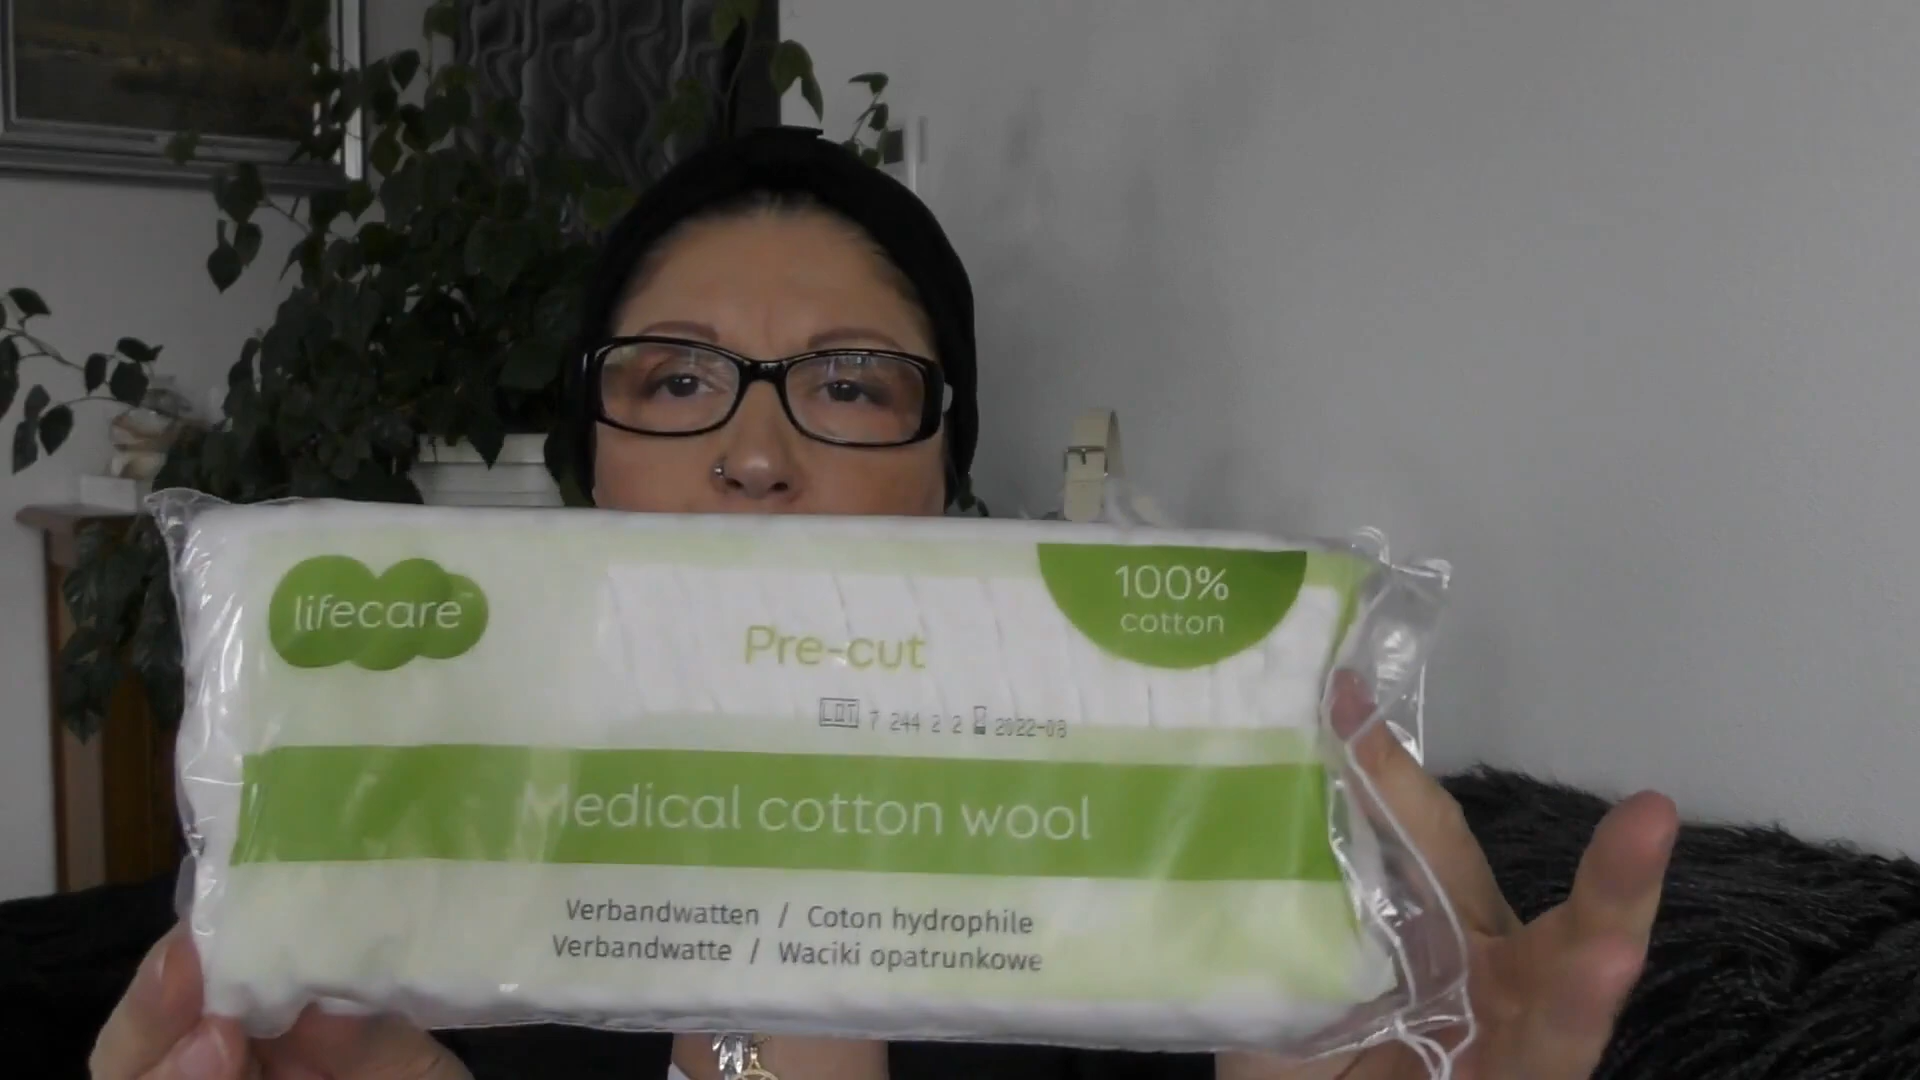 lifecare™
100%
cotton
Pre-cut
LOT 7 244 2 2 2022-08
Medical cotton wool
Verbandwatten / Coton hydrophile
Verbandwatte / Waciki opatrunkowe